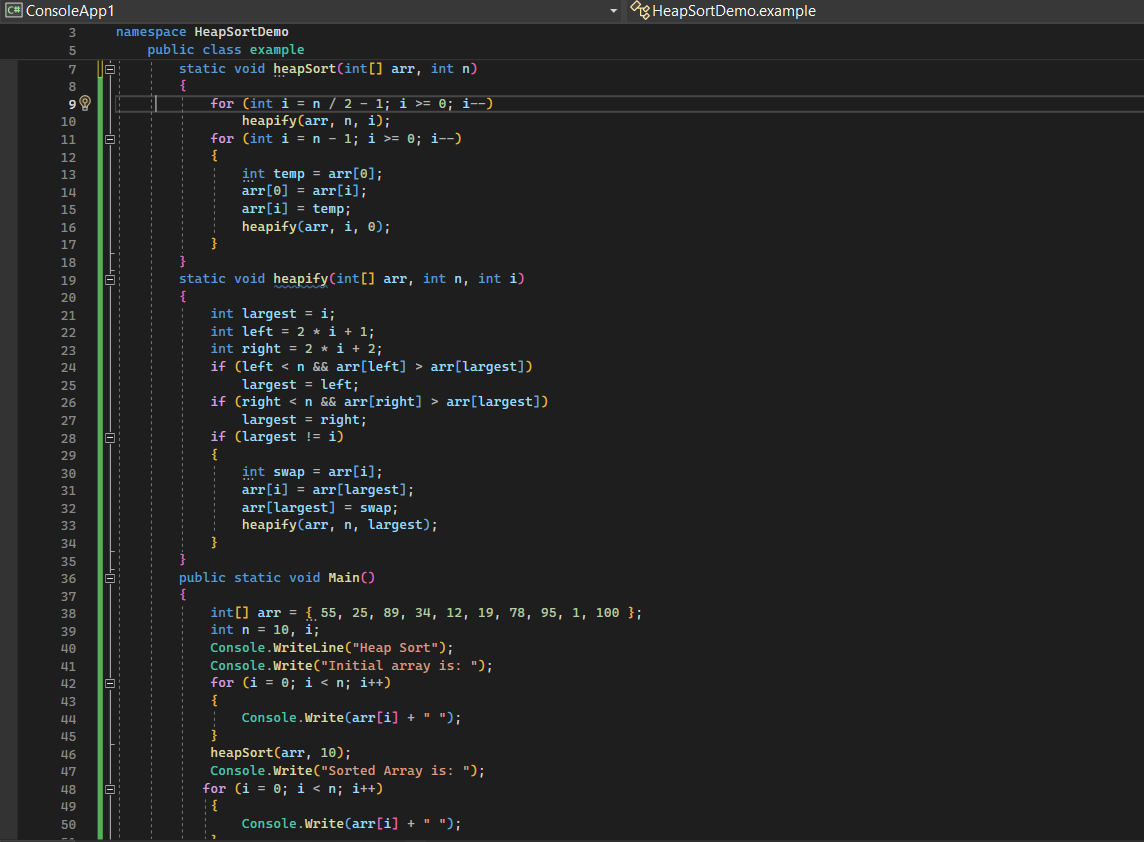 C# ConsoleApp1 HeapSortDemo.example
3 namespace HeapSortDemo
5 public class example
7 static void heapSort(int[] arr, int n)
8 {
9 for (int i = n / 2 - 1; i >= 0; i--)
10 heapify(arr, n, i);
11 for (int i = n - 1; i >= 0; i--)
12 {
13 int temp = arr[0];
14 arr[0] = arr[i];
15 arr[i] = temp;
16 heapify(arr, i, 0);
17 }
18 }
19 static void heapify(int[] arr, int n, int i)
20 {
21 int largest = i;
22 int left = 2 * i + 1;
23 int right = 2 * i + 2;
24 if (left < n && arr[left] > arr[largest])
25 largest = left;
26 if (right < n && arr[right] > arr[largest])
27 largest = right;
28 if (largest != i)
29 {
30 int swap = arr[i];
31 arr[i] = arr[largest];
32 arr[largest] = swap;
33 heapify(arr, n, largest);
34 }
35 }
36 public static void Main()
37 {
38 int[] arr = { 55, 25, 89, 34, 12, 19, 78, 95, 1, 100 };
39 int n = 10, i;
40 Console.WriteLine("Heap Sort");
41 Console.Write("Initial array is: ");
42 for (i = 0; i < n; i++)
43 {
44 Console.Write(arr[i] + " ");
45 }
46 heapSort(arr, 10);
47 Console.Write("Sorted Array is: ");
48 for (i = 0; i < n; i++)
49 {
50 Console.Write(arr[i] + " ");